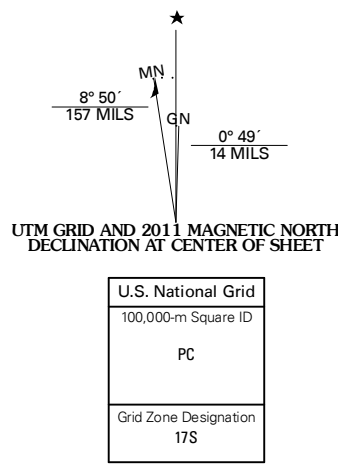 MN
GN
8° 50´
157 MILS
0° 49´
14 MILS
UTM GRID AND 2011 MAGNETIC NORTH
DECLINATION AT CENTER OF SHEET
U.S. National Grid
100,000-m Square ID
PC
Grid Zone Designation
17S